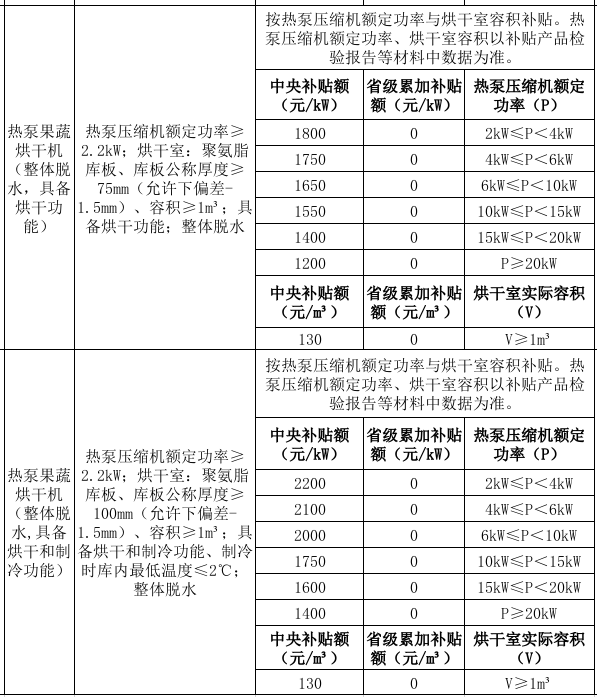 热泵果蔬
烘干机
（整体脱
水，具备
烘干功
能）
热泵压缩机额定功率≥
2.2kW；烘干室：聚氨脂
库板、库板公称厚度≥
75mm（允许下偏差-
1.5mm）、容积≥1m³；具
备烘干功能；整体脱水
按热泵压缩机额定功率与烘干室容积补贴。热
泵压缩机额定功率、烘干室容积以补贴产品检
验报告等材料中数据为准。
中央补贴额 省级累加补贴 热泵压缩机额定
（元/kW） 额（元/kW） 功率（P）
1800 0 2kW≤P＜4kW
1750 0 4kW≤P＜6kW
1650 0 6kW≤P＜10kW
1550 0 10kW≤P＜15kW
1400 0 15kW≤P＜20kW
1200 0 P≥20kW
中央补贴额 省级累加补贴 烘干室实际容积
（元/m³） 额（元/m³） （V）
130 0 V≥1m³
热泵果蔬
烘干机
（整体脱
水,具备
烘干和制
冷功能）
热泵压缩机额定功率≥
2.2kW；烘干室：聚氨脂
库板、库板公称厚度≥
100mm（允许下偏差-
1.5mm）、容积≥1m³；具
备烘干和制冷功能、制冷
时库内最低温度≤2℃；
整体脱水
按热泵压缩机额定功率与烘干室容积补贴。热
泵压缩机额定功率、烘干室容积以补贴产品检
验报告等材料中数据为准。
中央补贴额 省级累加补贴 热泵压缩机额定
（元/kW） 额（元/kW） 功率（P）
2200 0 2kW≤P＜4kW
2100 0 4kW≤P＜6kW
2000 0 6kW≤P＜10kW
1750 0 10kW≤P＜15kW
1600 0 15kW≤P＜20kW
1400 0 P≥20kW
中央补贴额 省级累加补贴 烘干室实际容积
（元/m³） 额（元/m³） （V）
130 0 V≥1m³